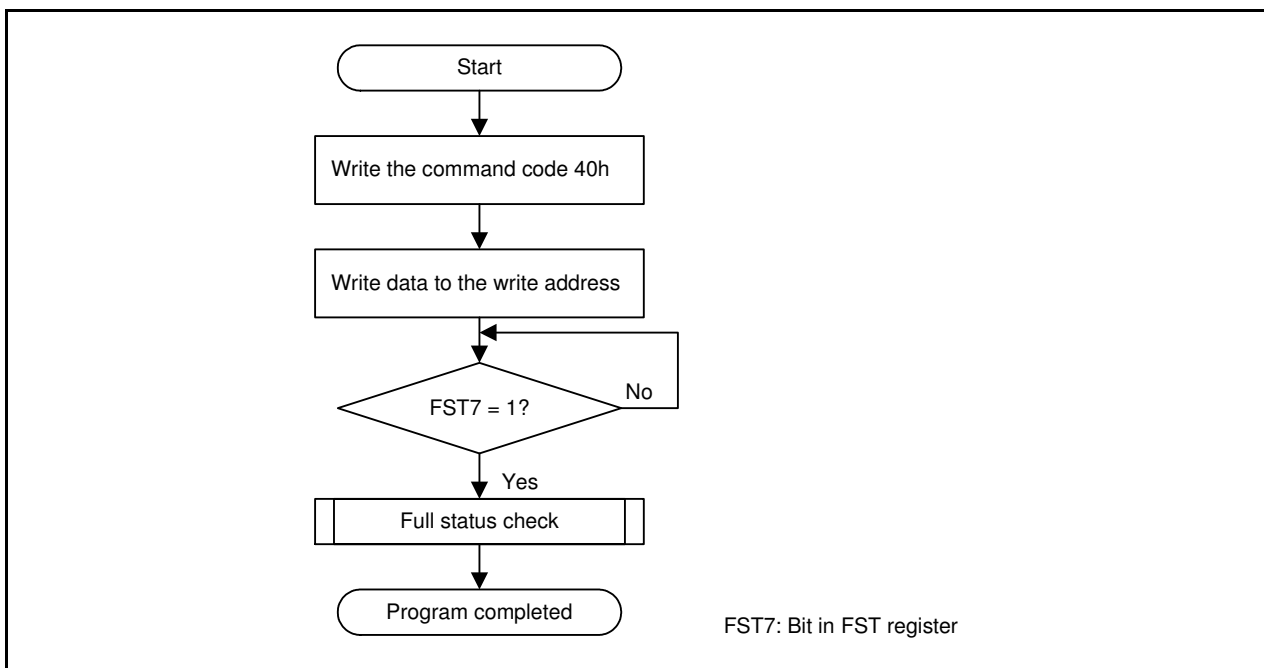 Start
Write the command code 40h
Write data to the write address
FST7 = 1?
No
Yes
Full status check
Program completed
FST7: Bit in FST register